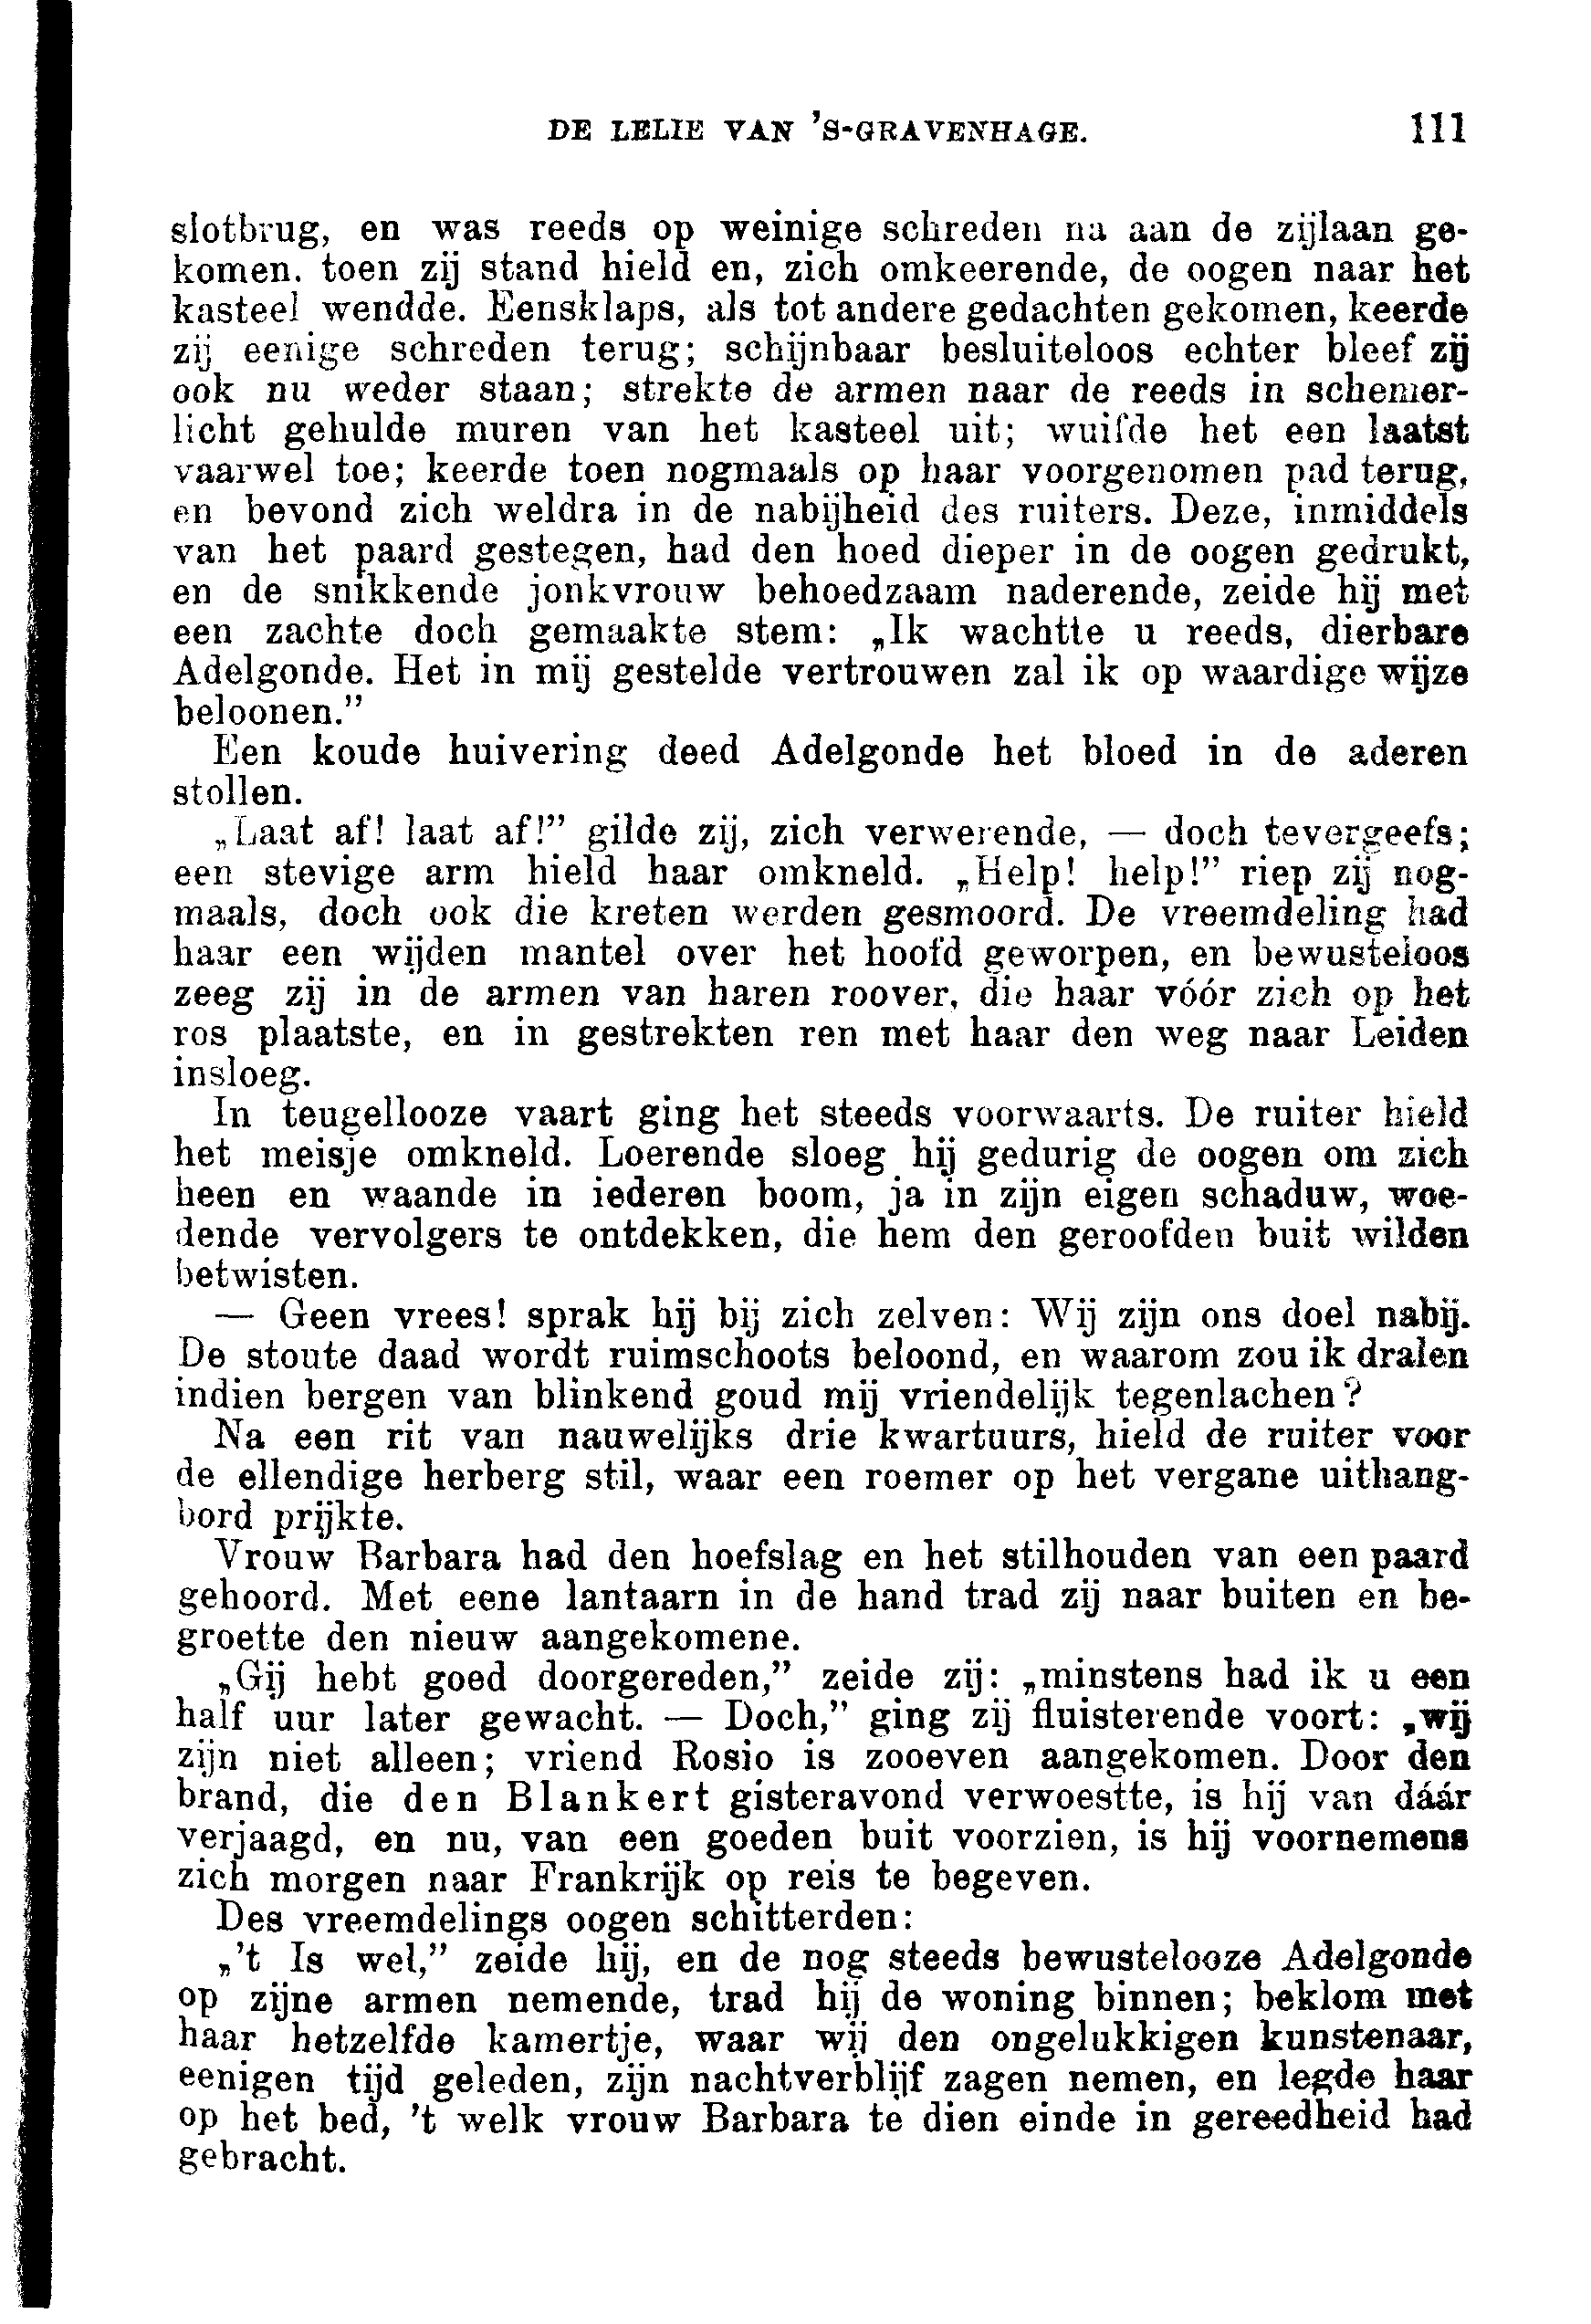 DE LELIE VAN 'S-GRAVENHAGE. 111
slotbrug, en was reeds op weinige schreden na aan de zijlaan ge-
komen. toen zij stand hield en, zich omkeerende, de oogen naar het
kasteel wendde. Eensklaps, als tot andere gedachten gekomen, keerde
zij eenige schreden terug; schijnbaar besluiteloos echter bleef zij
ook nu weder staan; strekte de armen naar de reeds in schemer-
licht gehulde muren van het kasteel uit; wuifde het een laatst
vaarwel toe; keerde toen nogmaals op haar voorgenomen pad terug,
en bevond zich weldra in de nabijheid des ruiters. Deze, inmiddels
van het paard gestegen, had den hoed dieper in de oogen gedrukt,
en de snikkende jonkvrouw behoedzaam naderende, zeide hij met
een zachte doch gemaakte stem: „Ik wachtte u reeds, dierbare
Adelgonde. Het in mij gestelde vertrouwen zal ik op waardige wijze
beloonen.”
Een koude huivering deed Adelgonde het bloed in de aderen
stollen.
„Laat af! laat af!” gilde zij, zich verwerende, — doch tevergeefs;
een stevige arm hield haar omkneld. „Help! help!” riep zij nog-
maals, doch ook die kreten werden gesmoord. De vreemdeling had
haar een wijden mantel over het hoofd geworpen, en bewusteloos
zeeg zij in de armen van haren roover, die haar vóór zich op het
ros plaatste, en in gestrekten ren met haar den weg naar Leiden
insloeg.
In teugellooze vaart ging het steeds voorwaarts. De ruiter hield
het meisje omkneld. Loerende sloeg hij gedurig de oogen om zich
heen en waande in iederen boom, ja in zijn eigen schaduw, woe-
dende vervolgers te ontdekken, die hem den geroofden buit wilden
betwisten.
— Geen vrees! sprak hij bij zich zelven: Wij zijn ons doel nabij.
De stoute daad wordt ruimschoots beloond, en waarom zou ik dralen
indien bergen van blinkend goud mij vriendelijk tegenlachen?
Na een rit van nauwelijks drie kwartuurs, hield de ruiter voor
de ellendige herberg stil, waar een roemer op het vergane uithang-
bord prijkte.
Vrouw Barbara had den hoefslag en het stilhouden van een paard
gehoord. Met eene lantaarn in de hand trad zij naar buiten en be-
groette den nieuw aangekomene.
„Gij hebt goed doorgereden,” zeide zij: „minstens had ik u een
half uur later gewacht. — Doch,” ging zij fluisterende voort: „wij
zijn niet alleen; vriend Rosio is zooeven aangekomen. Door den
brand, die den Blankert gisteravond verwoestte, is hij van dáár
verjaagd, en nu, van een goeden buit voorzien, is hij voornemens
zich morgen naar Frankrijk op reis te begeven.
Des vreemdelings oogen schitterden:
„'t Is wel,” zeide hij, en de nog steeds bewustelooze Adelgonde
op zijne armen nemende, trad hij de woning binnen; beklom met
haar hetzelfde kamertje, waar wij den ongelukkigen kunstenaar,
eenigen tijd geleden, zijn nachtverblijf zagen nemen, en legde haar
op het bed, 't welk vrouw Barbara te dien einde in gereedheid had
gebracht.